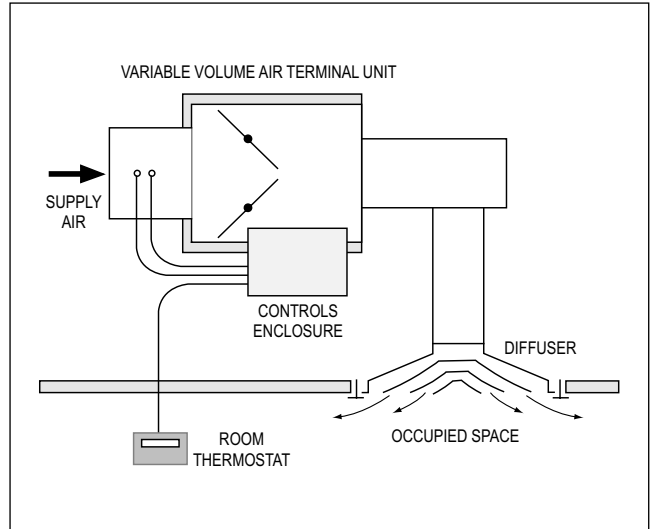 VARIABLE VOLUME AIR TERMINAL UNIT
SUPPLY
AIR
CONTROLS
ENCLOSURE
DIFFUSER
ROOM
THERMOSTAT
OCCUPIED SPACE